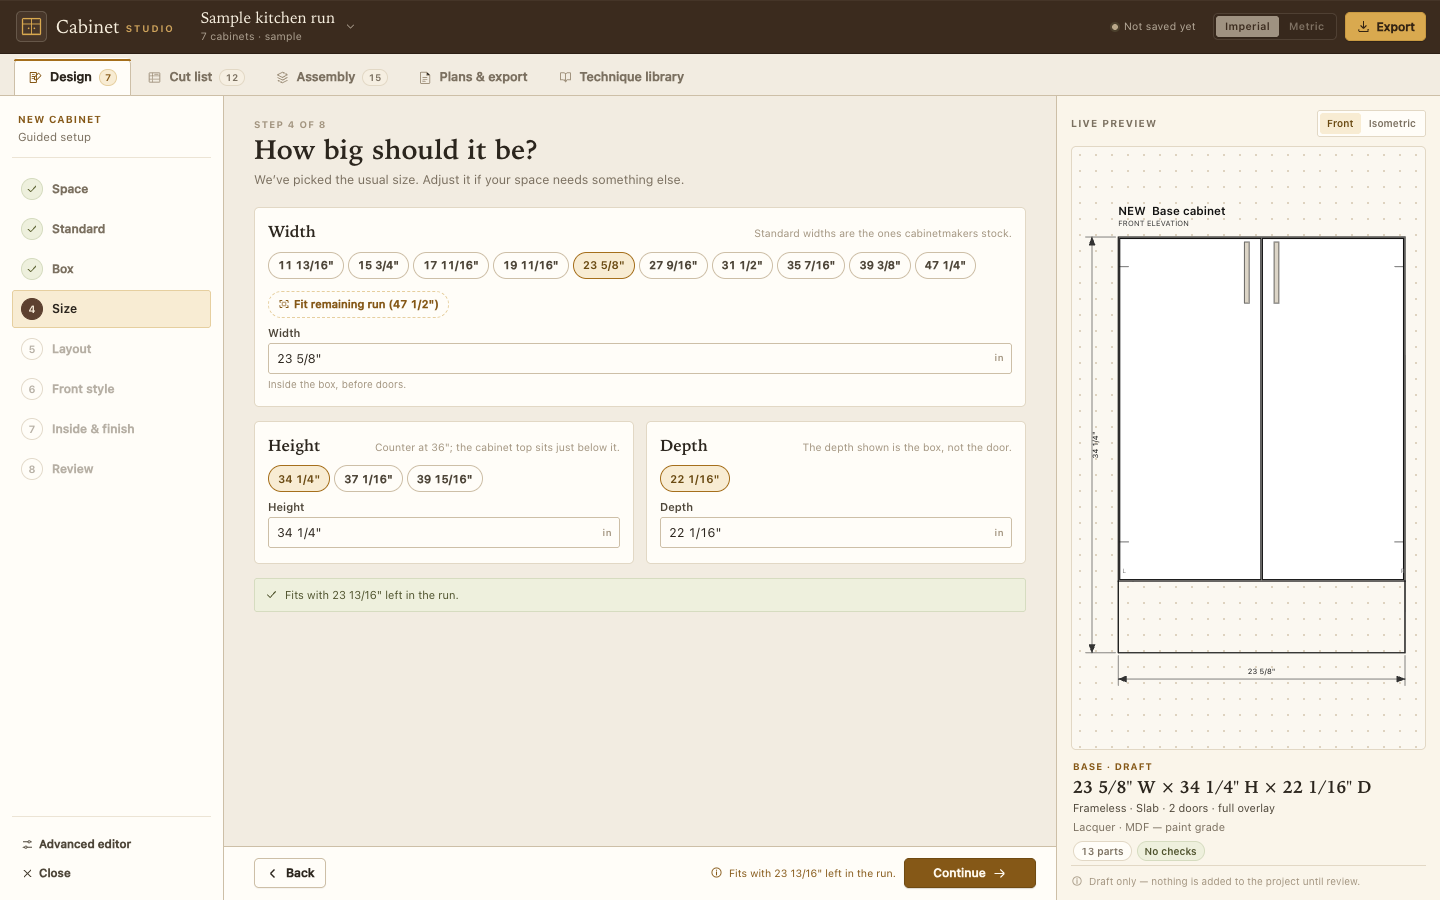 Cabinet STUDIO
Sample kitchen run
7 cabinets · sample
Not saved yet
Imperial
Metric
Export
Design 7
Cut list 12
Assembly 15
Plans & export
Technique library
NEW CABINET
Guided setup
Space
Standard
Box
4 Size
5 Layout
6 Front style
7 Inside & finish
8 Review
Advanced editor
Close
STEP 4 OF 8
How big should it be?
We've picked the usual size. Adjust it if your space needs something else.
Width
Standard widths are the ones cabinetmakers stock.
11 13/16" 15 3/4" 17 11/16" 19 11/16" 23 5/8" 27 9/16" 31 1/2" 35 7/16" 39 3/8" 47 1/4"
Fit remaining run (47 1/2")
Width
23 5/8" in
Inside the box, before doors.
Height
Counter at 36"; the cabinet top sits just below it.
34 1/4" 37 1/16" 39 15/16"
Height
34 1/4" in
Depth
The depth shown is the box, not the door.
22 1/16"
Depth
22 1/16" in
Fits with 23 13/16" left in the run.
Back
Fits with 23 13/16" left in the run.
Continue
LIVE PREVIEW
Front
Isometric
NEW Base cabinet
FRONT ELEVATION
34 1/4"
L
23 5/8"
BASE · DRAFT
23 5/8" W × 34 1/4" H × 22 1/16" D
Frameless · Slab · 2 doors · full overlay
Lacquer · MDF — paint grade
13 parts
No checks
Draft only — nothing is added to the project until review.